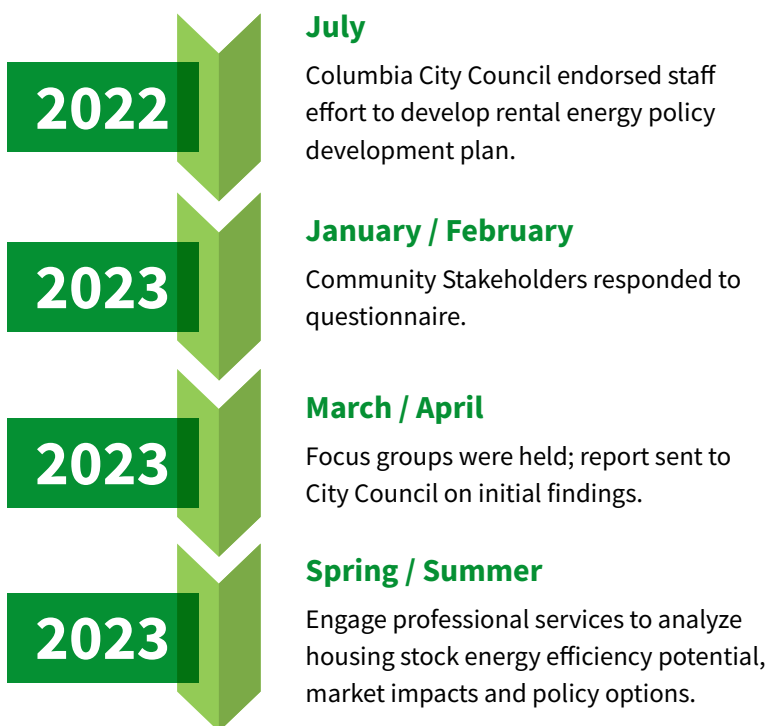 July
2022
Columbia City Council endorsed staff
effort to develop rental energy policy
development plan.
January / February
2023
Community Stakeholders responded to
questionnaire.
March / April
2023
Focus groups were held; report sent to
City Council on initial findings.
Spring / Summer
2023
Engage professional services to analyze
housing stock energy efficiency potential,
market impacts and policy options.